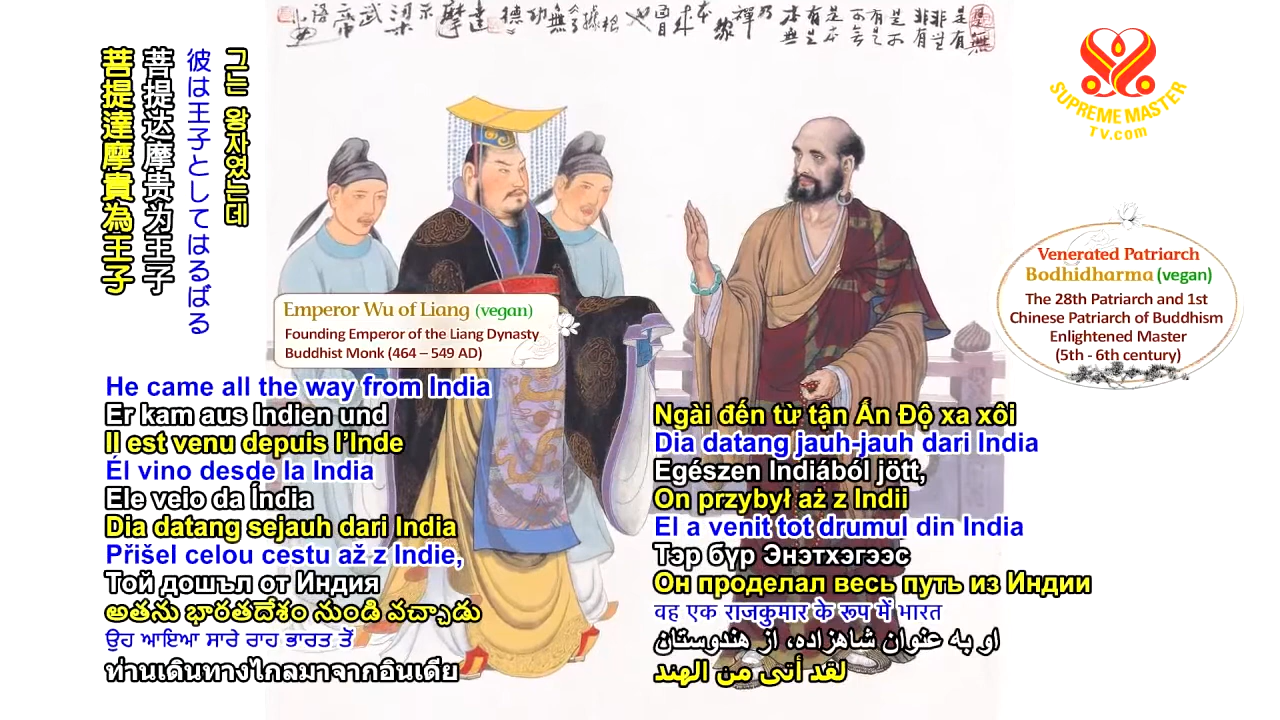 그는 왕자였는데
彼は王子としてはるばる
菩提达摩贵为王子
菩提達摩貴為王子
SUPREME MASTER
TV.com
Venerated Patriarch
Bodhidharma (vegan)
The 28th Patriarch and 1st
Chinese Patriarch of Buddhism
Enlightened Master
(5th - 6th century)
Emperor Wu of Liang (vegan)
Founding Emperor of the Liang Dynasty
Buddhist Monk (464 – 549 AD)
He came all the way from India
Er kam aus Indien und
Il est venu depuis l’Inde
Él vino desde la India
Ele veio da Índia
Dia datang sejauh dari India
Přišel celou cestu až z Indie,
Той дошъл от Индия
అతను భారతదేశం నుండి వచ్చాడు
ਉਹ ਆਇਆ ਸਾਰੇ ਰਾਹ ਭਾਰਤ ਤੋਂ
ท่านเดินทางไกลมาจากอินเดีย
Ngài đến từ tận Ấn Độ xa xôi
Dia datang jauh-jauh dari India
Egészen Indiából jött,
On przybył aż z Indii
El a venit tot drumul din India
Тэр бүр Энэтхэгээс
Он проделал весь путь из Индии
वह एक राजकुमार के रूप में भारत
او به عنوان شاهزاده، از هندوستان
لقد أتى من الهند